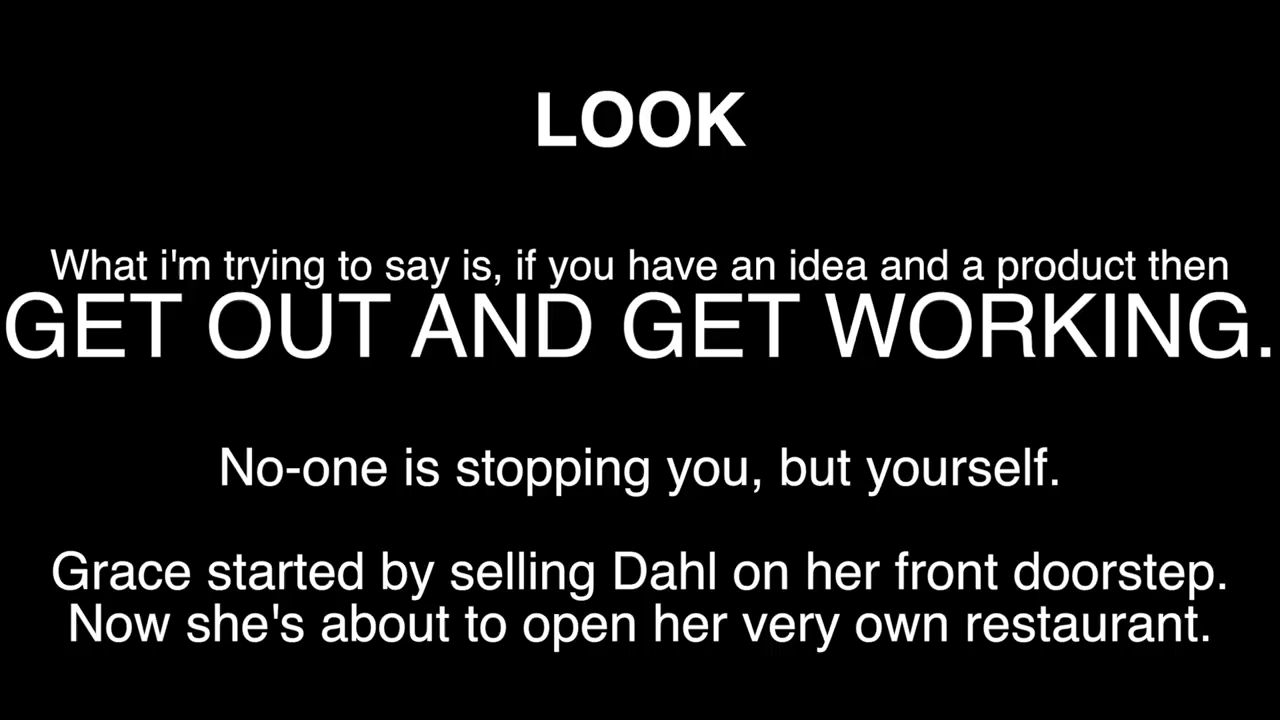 LOOK
What i'm trying to say is, if you have an idea and a product then
GET OUT AND GET WORKING.
No-one is stopping you, but yourself.
Grace started by selling Dahl on her front doorstep.
Now she's about to open her very own restaurant.